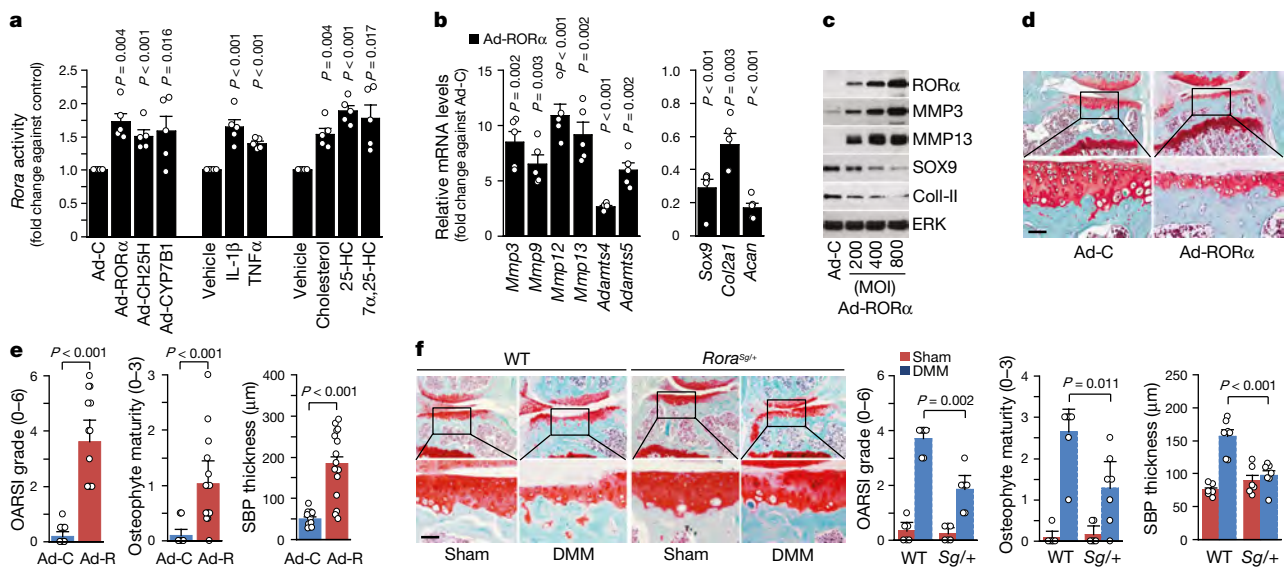 a
Rora activity
(fold change against control)
2.5
2.0
1.5
1.0
0.5
0
P = 0.004
P < 0.001
P = 0.016
P < 0.001
P < 0.001
P = 0.004
P < 0.001
P = 0.017
Ad-C
Ad-RORα
Ad-CH25H
Ad-CYP7B1
Vehicle
IL-1β
TNFα
Vehicle
Cholesterol
25-HC
7α,25-HC
b
Ad-RORα
Relative mRNA levels
(fold change against Ad-C)
15
10
5
0
P = 0.002
P = 0.003
P < 0.001
P = 0.002
P < 0.001
P = 0.002
Mmp3
Mmp9
Mmp12
Mmp13
Adamts4
Adamts5
1.0
0.8
0.6
0.4
0.2
0
P < 0.001
P = 0.003
P < 0.001
Sox9
Col2a1
Acan
c
RORα
MMP3
MMP13
SOX9
Coll-II
ERK
Ad-C
200
400
800
(MOI)
Ad-RORα
d
Ad-C
Ad-RORα
e
OARSI grade (0–6)
6
4
2
0
P < 0.001
Ad-C Ad-R
Osteophyte maturity (0–3)
3
2
1
0
P < 0.001
Ad-C Ad-R
SBP thickness (μm)
400
300
200
100
0
P < 0.001
Ad-C Ad-R
f
WT
Rora^Sg/+
Sham
DMM
Sham
DMM
Sham
DMM
OARSI grade (0–6)
6
4
2
0
P = 0.002
WT Sg/+
Osteophyte maturity (0–3)
4
3
2
1
0
P = 0.011
WT Sg/+
SBP thickness (μm)
250
200
150
100
50
0
P < 0.001
WT Sg/+